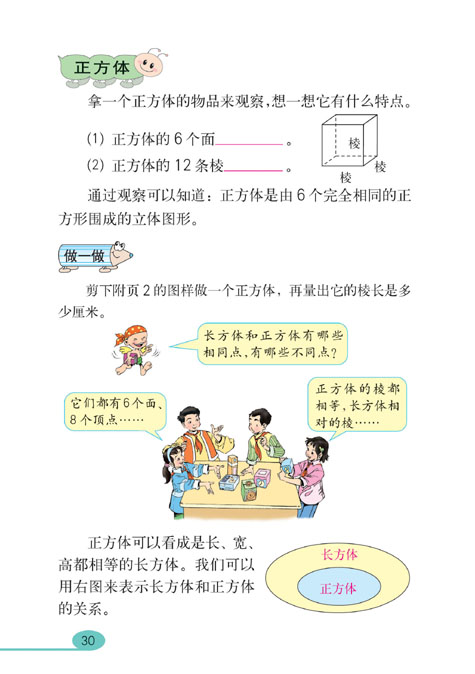 正方体
拿一个正方体的物品来观察,想一想它有什么特点。
(1) 正方体的6个面________。
(2) 正方体的12条棱________。
棱
棱
棱
通过观察可以知道：正方体是由6个完全相同的正
方形围成的立体图形。
做一做
剪下附页2的图样做一个正方体，再量出它的棱长是多
少厘米。
长方体和正方体有哪些
相同点,有哪些不同点?
它们都有6个面、
8个顶点……
正方体的棱都
相等,长方体相
对的棱……
正方体可以看成是长、宽、
高都相等的长方体。我们可以
用右图来表示长方体和正方体
的关系。
长方体
正方体
30